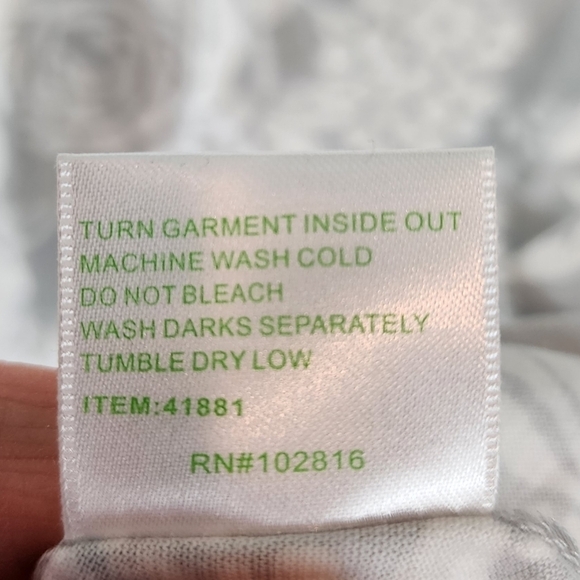 TURN GARMENT INSIDE OUT
MACHINE WASH COLD
DO NOT BLEACH
WASH DARKS SEPARATELY
TUMBLE DRY LOW
ITEM:41881
RN#102816